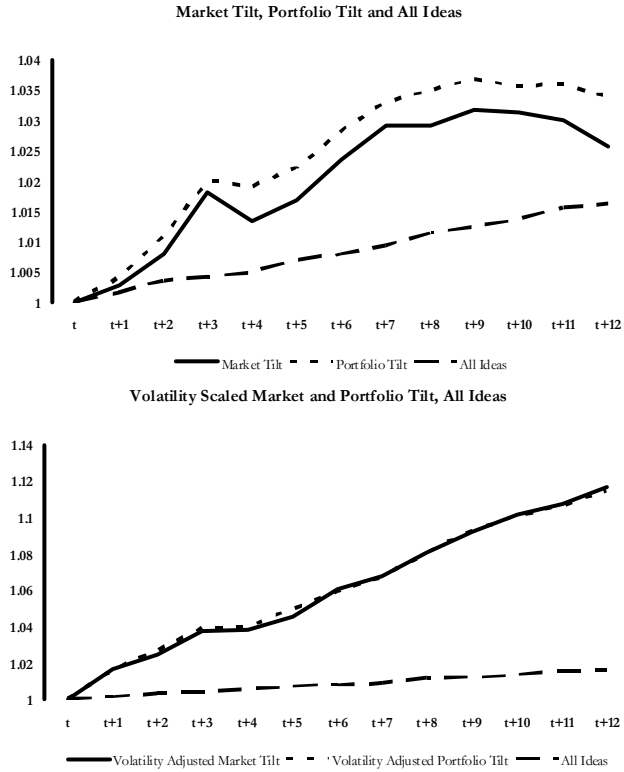 Market Tilt, Portfolio Tilt and All Ideas
1.04
1.035
1.03
1.025
1.02
1.015
1.01
1.005
1
t t+1 t+2 t+3 t+4 t+5 t+6 t+7 t+8 t+9 t+10 t+11 t+12
Market Tilt Portfolio Tilt All Ideas
Volatility Scaled Market and Portfolio Tilt, All Ideas
1.14
1.12
1.1
1.08
1.06
1.04
1.02
1
t t+1 t+2 t+3 t+4 t+5 t+6 t+7 t+8 t+9 t+10 t+11 t+12
Volatility Adjusted Market Tilt Volatility Adjusted Portfolio Tilt All Ideas